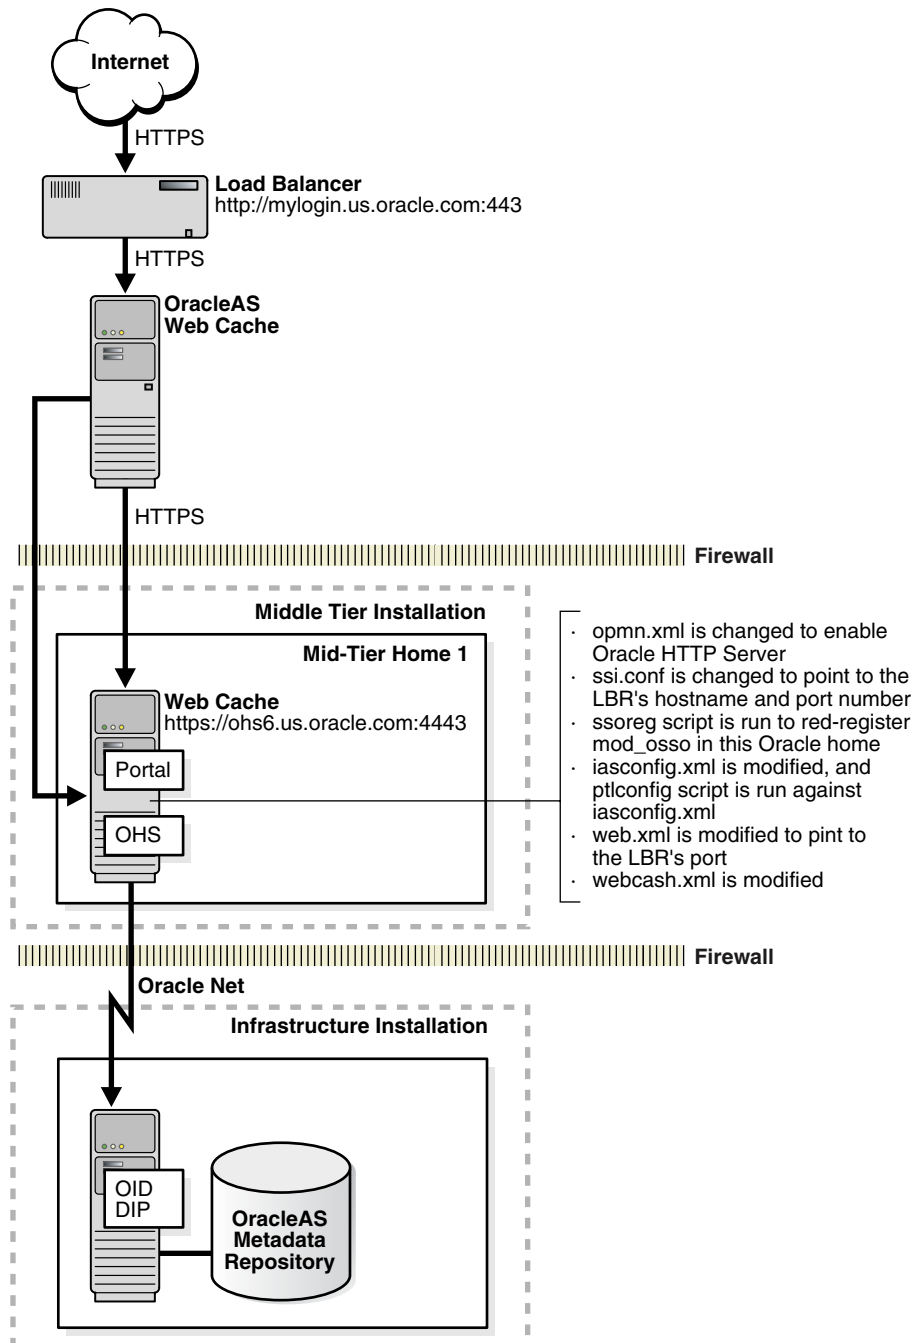 Internet
HTTPS
Load Balancer
http://mylogin.us.oracle.com:443
HTTPS
OracleAS
Web Cache
HTTPS
Firewall
Middle Tier Installation
Mid-Tier Home 1
Web Cache
https://ohs6.us.oracle.com:4443
Portal
OHS
· opmn.xml is changed to enable
Oracle HTTP Server
· ssi.conf is changed to point to the
LBR's hostname and port number
· ssoreg script is run to red-register
mod_osso in this Oracle home
· iasconfig.xml is modified, and
ptlconfig script is run against
iasconfig.xml
· web.xml is modified to pint to
the LBR's port
· webcash.xml is modified
Firewall
Oracle Net
Infrastructure Installation
OID
DIP
OracleAS
Metadata
Repository